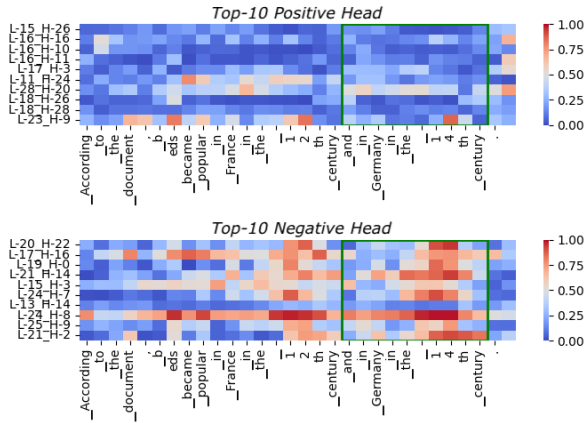 Top-10 Positive Head
L-15_H-26
L-16_H-16
L-16_H-10
L-16_H-11
L-17_H-3
L-11_H-24
L-28_H-20
L-18_H-26
L-18_H-28
L-23_H-9
_According _to _the _document , _b eds _became _popular _in _France _in _the _ 1 2 th _century _and _in _Germany _in _the _ 1 4 th _century .
1.00
0.75
0.50
0.25
0.00
Top-10 Negative Head
L-20_H-22
L-17_H-16
L-19_H-0
L-21_H-14
L-15_H-3
L-24_H-7
L-13_H-14
L-24_H-8
L-25_H-9
L-21_H-2
_According _to _the _document , _b eds _became _popular _in _France _in _the _ 1 2 th _century _and _in _Germany _in _the _ 1 4 th _century .
1.00
0.75
0.50
0.25
0.00